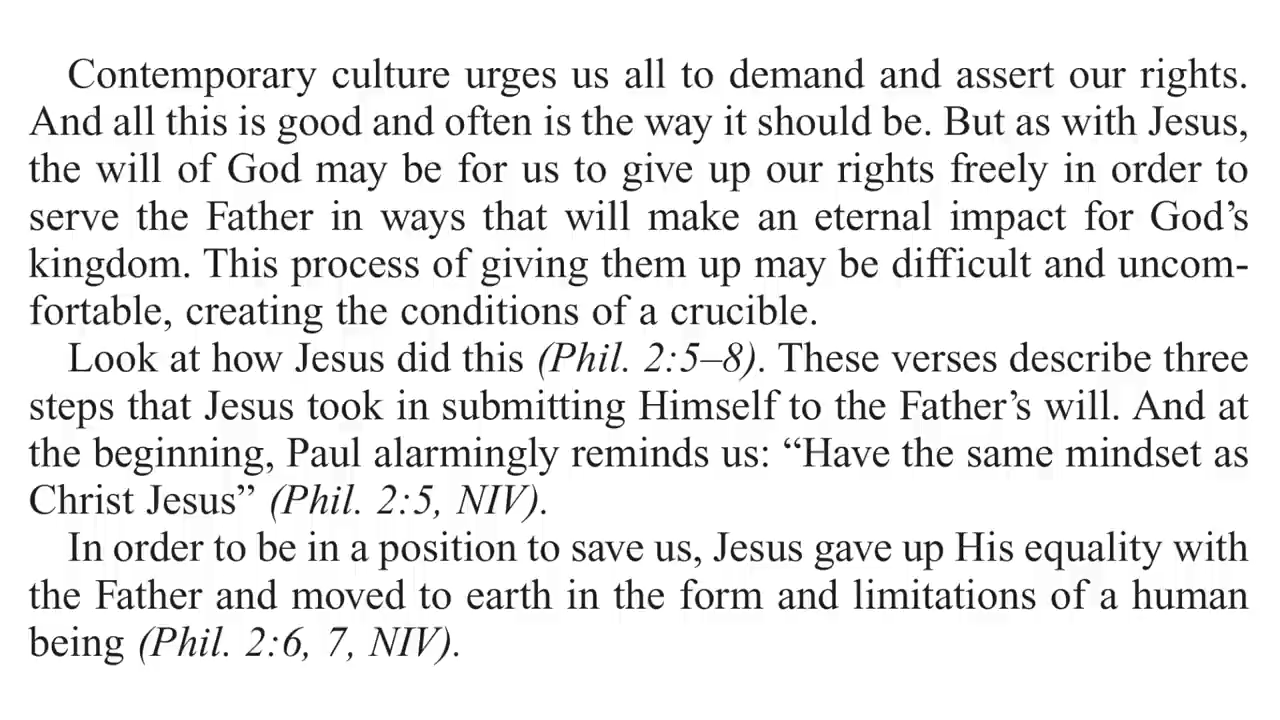 Contemporary culture urges us all to demand and assert our rights.
And all this is good and often is the way it should be. But as with Jesus,
the will of God may be for us to give up our rights freely in order to
serve the Father in ways that will make an eternal impact for God’s
kingdom. This process of giving them up may be difficult and uncom-
fortable, creating the conditions of a crucible.
Look at how Jesus did this (Phil. 2:5–8). These verses describe three
steps that Jesus took in submitting Himself to the Father’s will. And at
the beginning, Paul alarmingly reminds us: “Have the same mindset as
Christ Jesus” (Phil. 2:5, NIV).
In order to be in a position to save us, Jesus gave up His equality with
the Father and moved to earth in the form and limitations of a human
being (Phil. 2:6, 7, NIV).